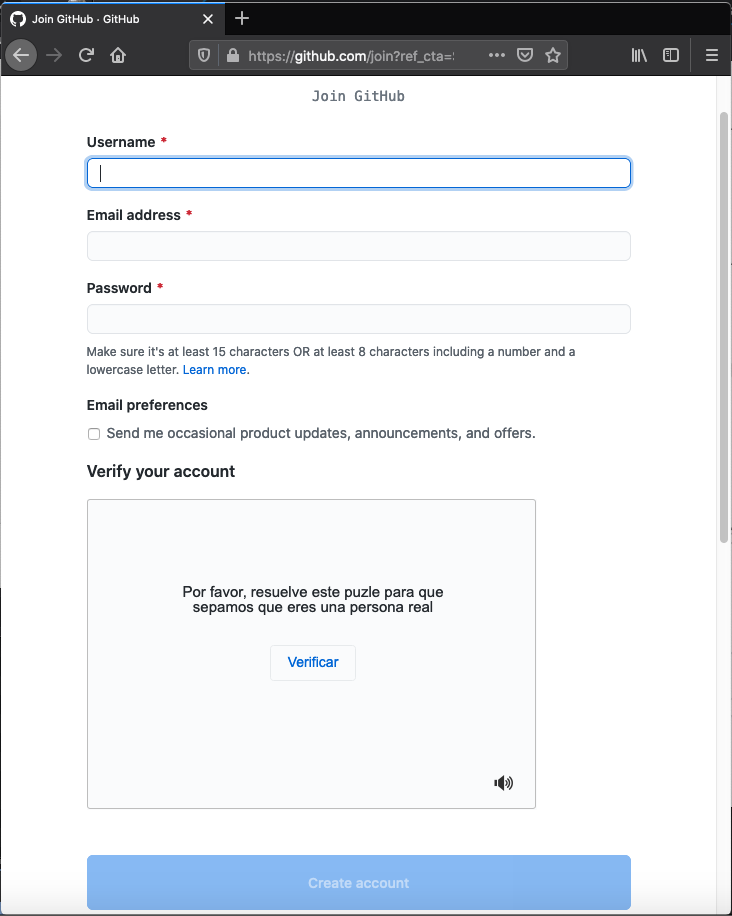 Join GitHub · GitHub
https://github.com/join?ref_cta=
Join GitHub
Username *
Email address *
Password *
Make sure it's at least 15 characters OR at least 8 characters including a number and a
lowercase letter. Learn more.
Email preferences
Send me occasional product updates, announcements, and offers.
Verify your account
Por favor, resuelve este puzle para que
sepamos que eres una persona real
Verificar
Create account